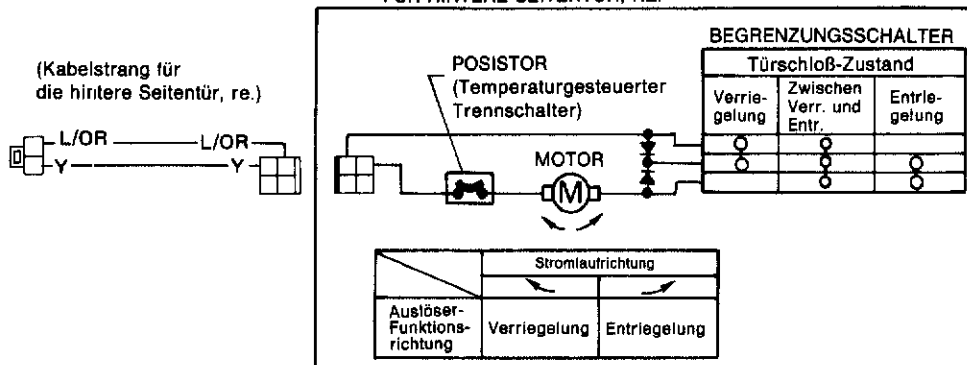 BEGRENZUNGSSCHALTER
(Kabelstrang für
die hintere Seitentür, re.)
L/OR
L/OR
Y
Y
POSISTOR
(Temperaturgesteuerter
Trennschalter)
MOTOR
M
Türschloß-Zustand
Verrie-
gelung
Zwischen
Verr. und
Entr.
Entrie-
gelung
Stromlaufrichtung
Auslöser-
Funktions-
richtung
Verriegelung
Entriegelung